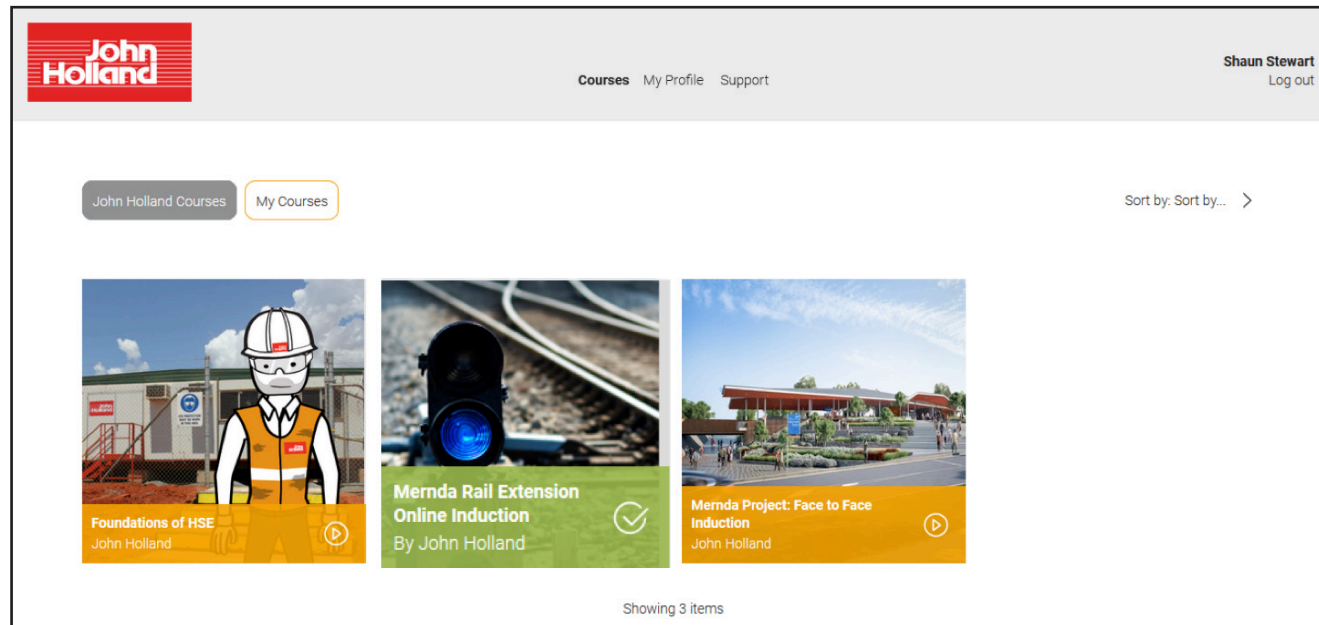 John
Holland
Courses My Profile Support
Shaun Stewart
Log out
John Holland Courses
My Courses
Sort by: Sort by...
Foundations of HSE
John Holland
Mernda Rail Extension
Online Induction
By John Holland
Mernda Project: Face to Face
Induction
John Holland
Showing 3 items